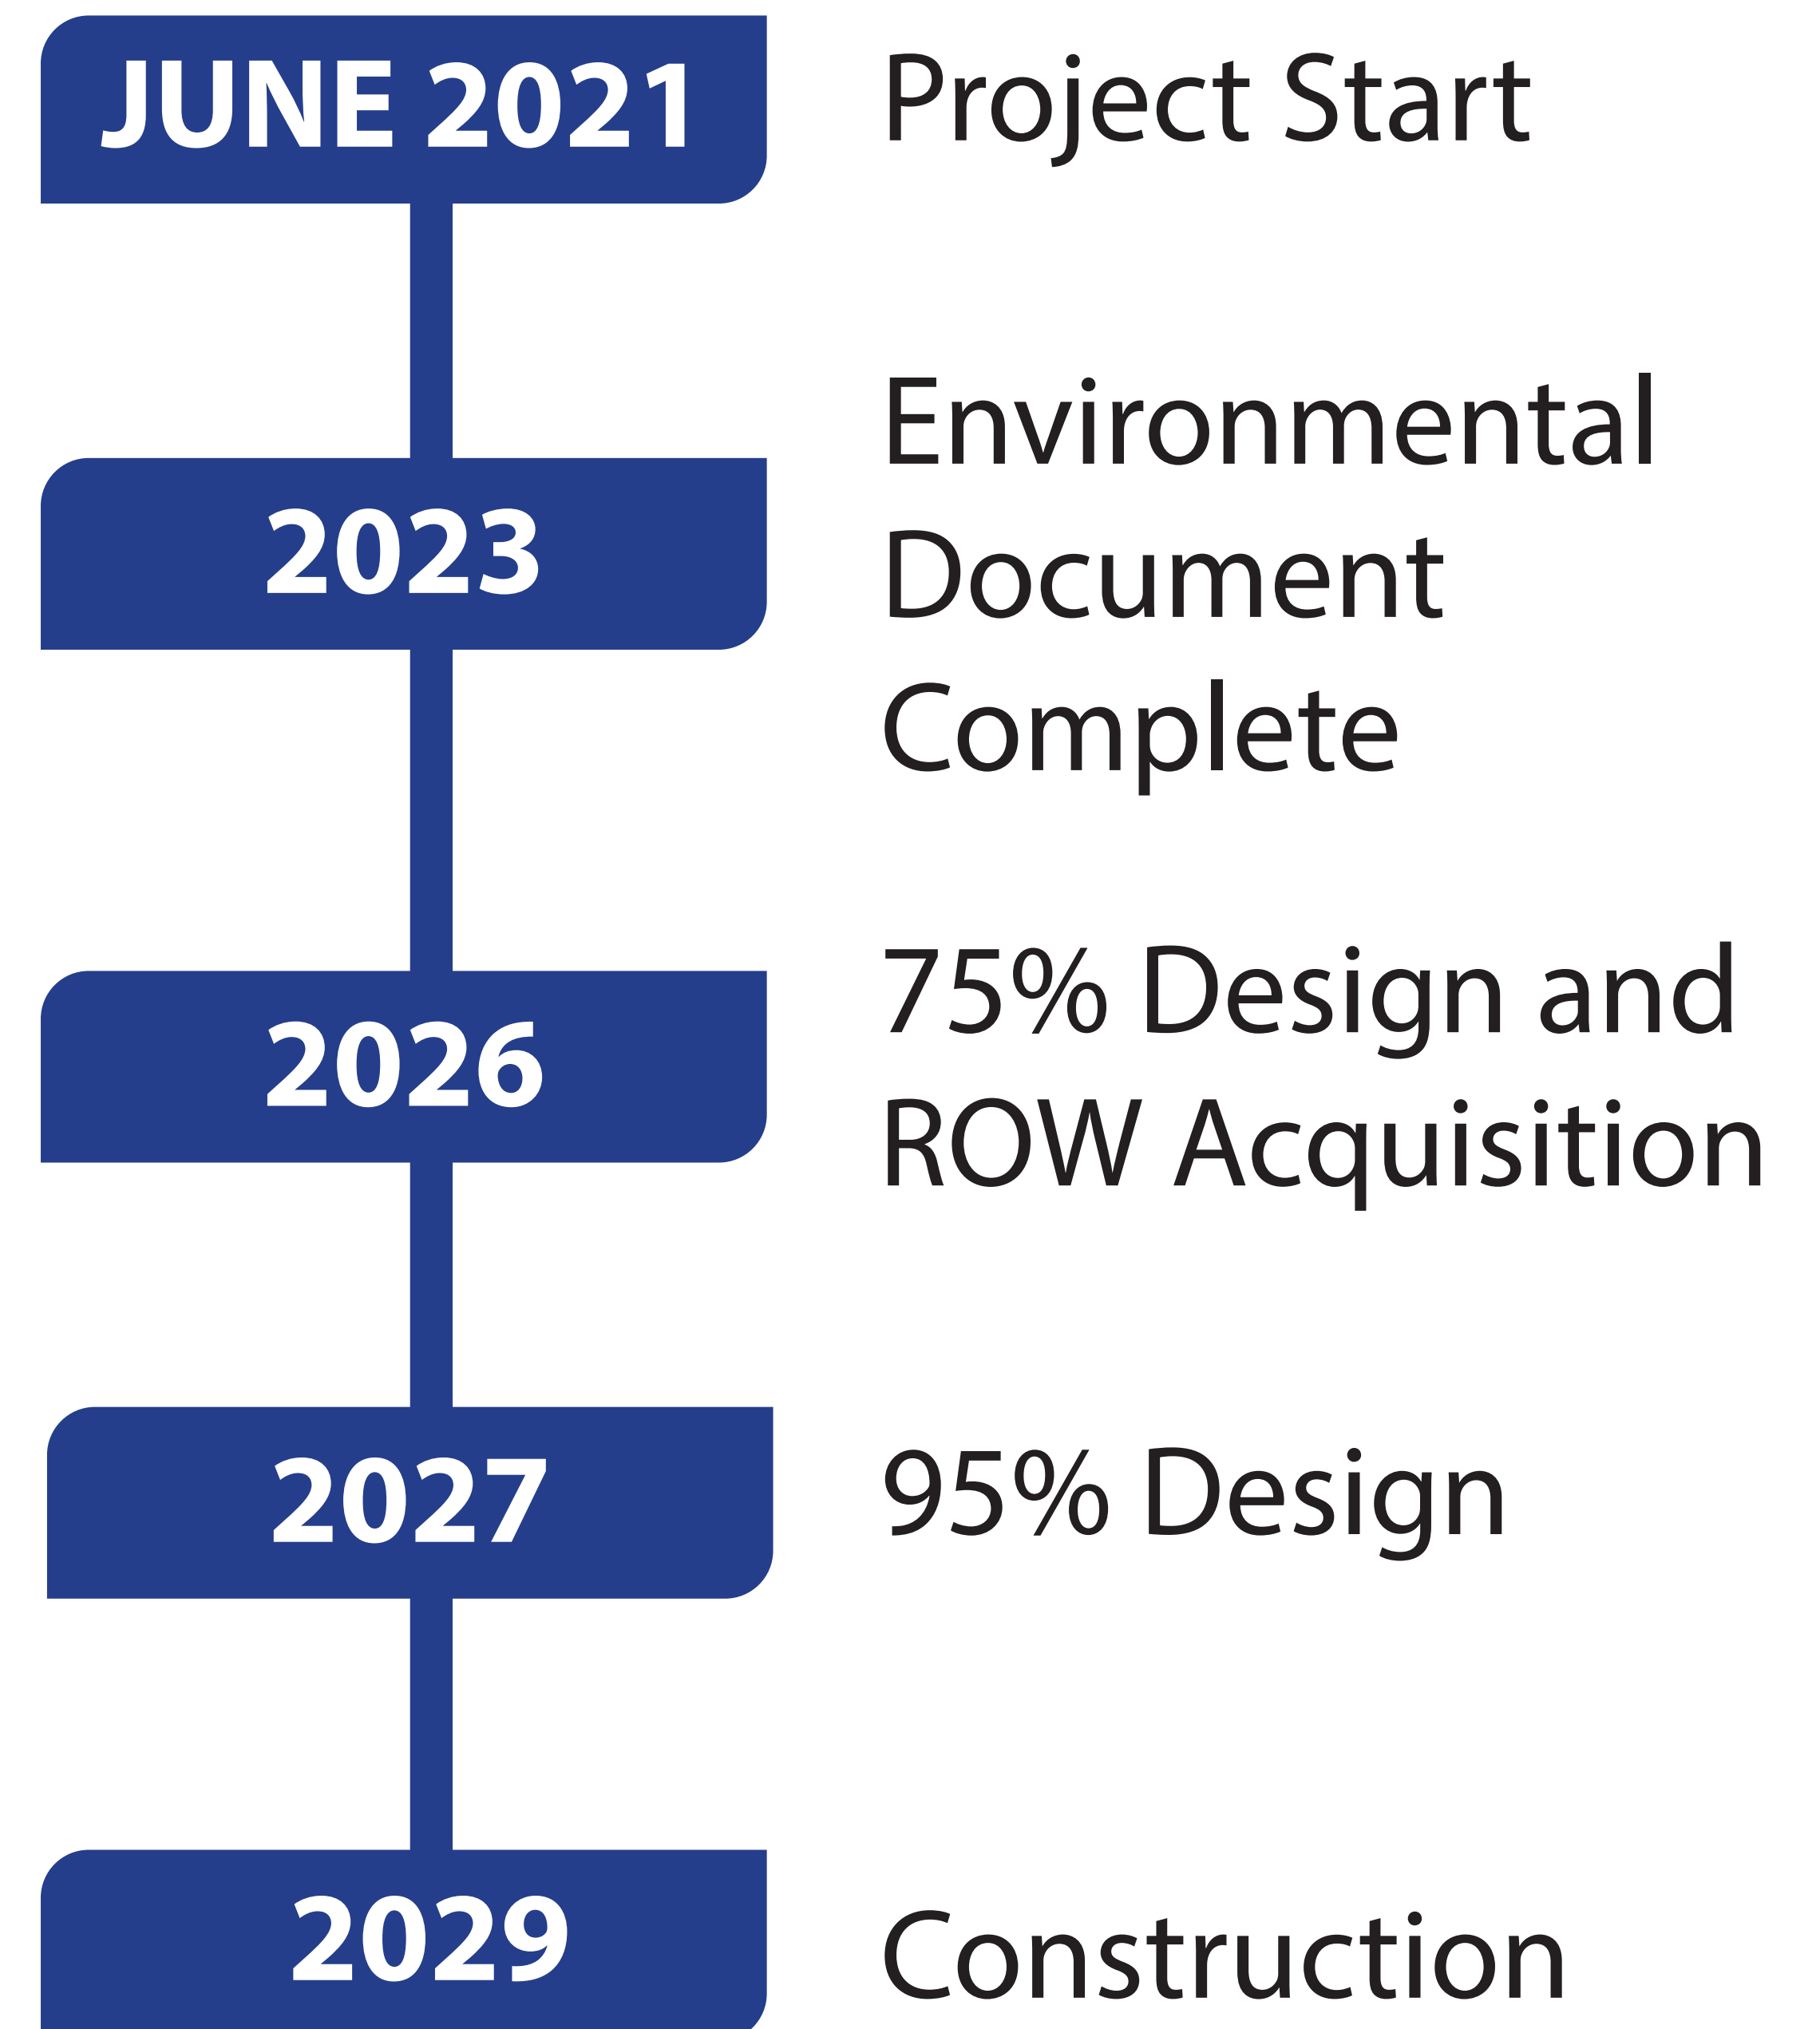 JUNE 2021
Project Start
2023
Environmental
Document
Complete
2026
75% Design and
ROW Acquisition
2027
95% Design
2029
Construction